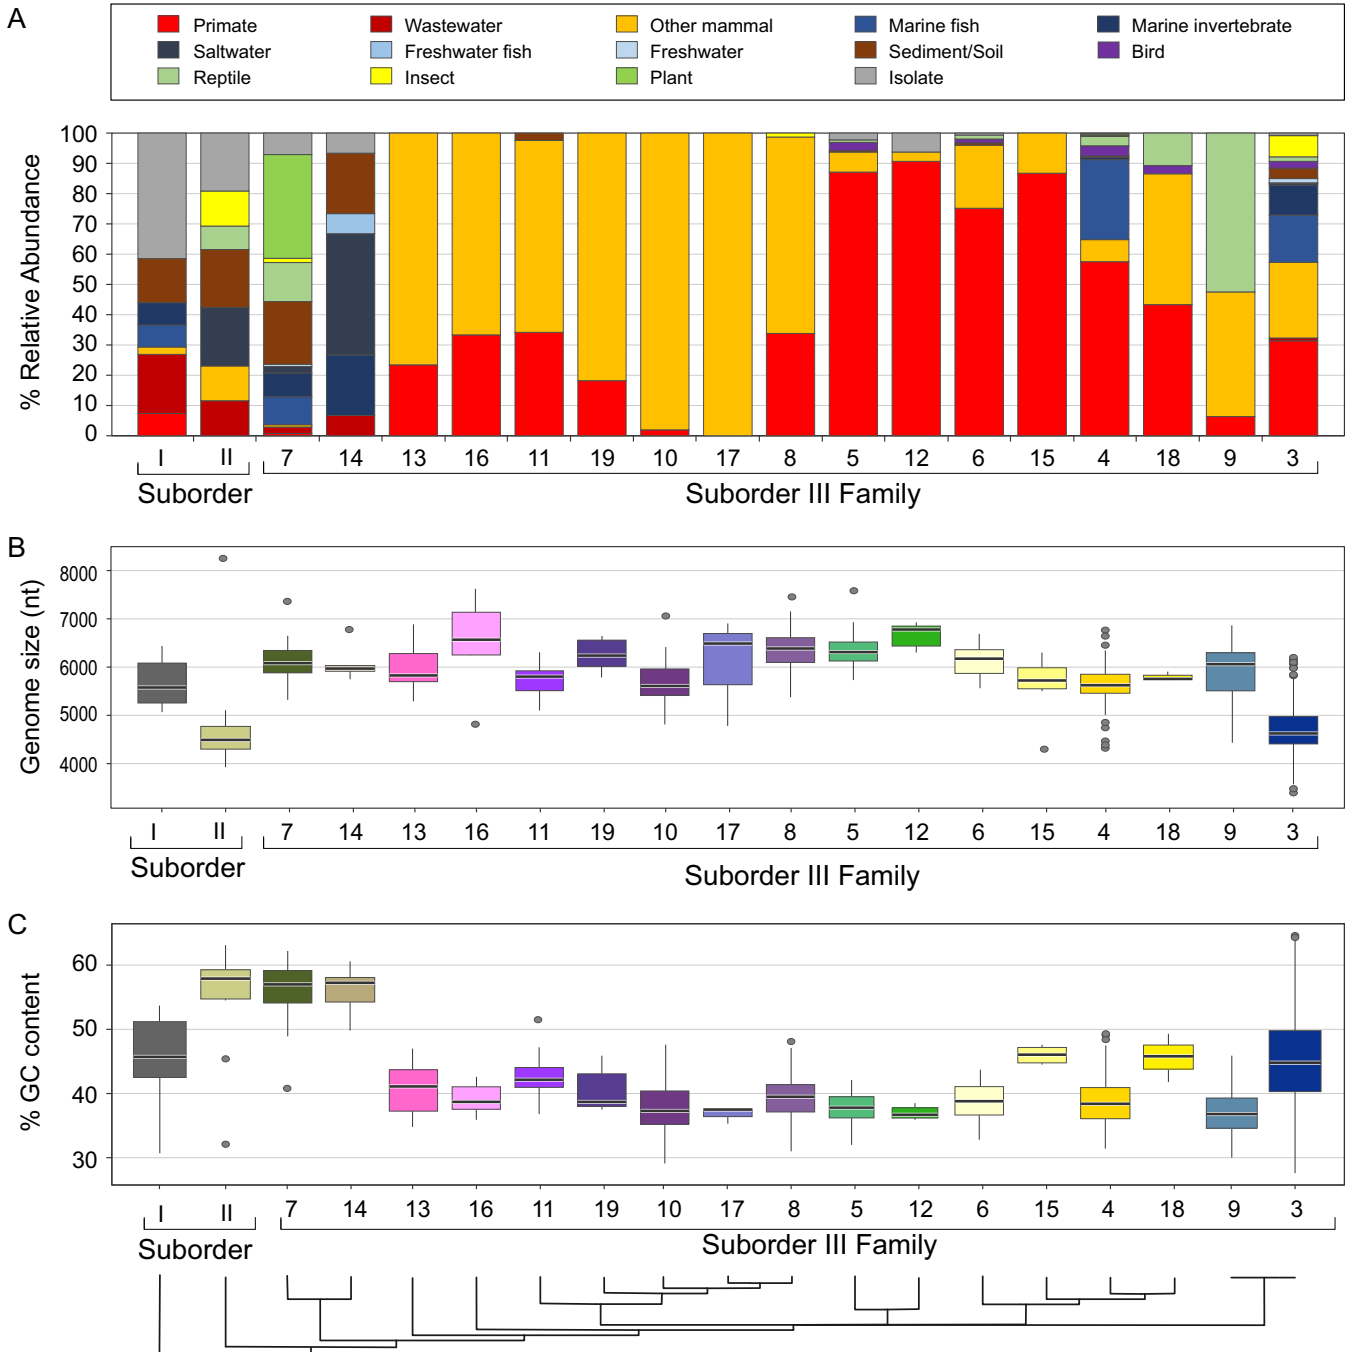 A
Primate Wastewater Other mammal Marine fish Marine invertebrate
Saltwater Freshwater fish Freshwater Sediment/Soil Bird
Reptile Insect Plant Isolate
% Relative Abundance
100
90
80
70
60
50
40
30
20
10
0
I II 7 14 13 16 11 19 10 17 8 5 12 6 15 4 18 9 3
Suborder Suborder III Family
B
Genome size (nt)
8000
7000
6000
5000
4000
I II 7 14 13 16 11 19 10 17 8 5 12 6 15 4 18 9 3
Suborder Suborder III Family
C
% GC content
60
50
40
30
I II 7 14 13 16 11 19 10 17 8 5 12 6 15 4 18 9 3
Suborder Suborder III Family